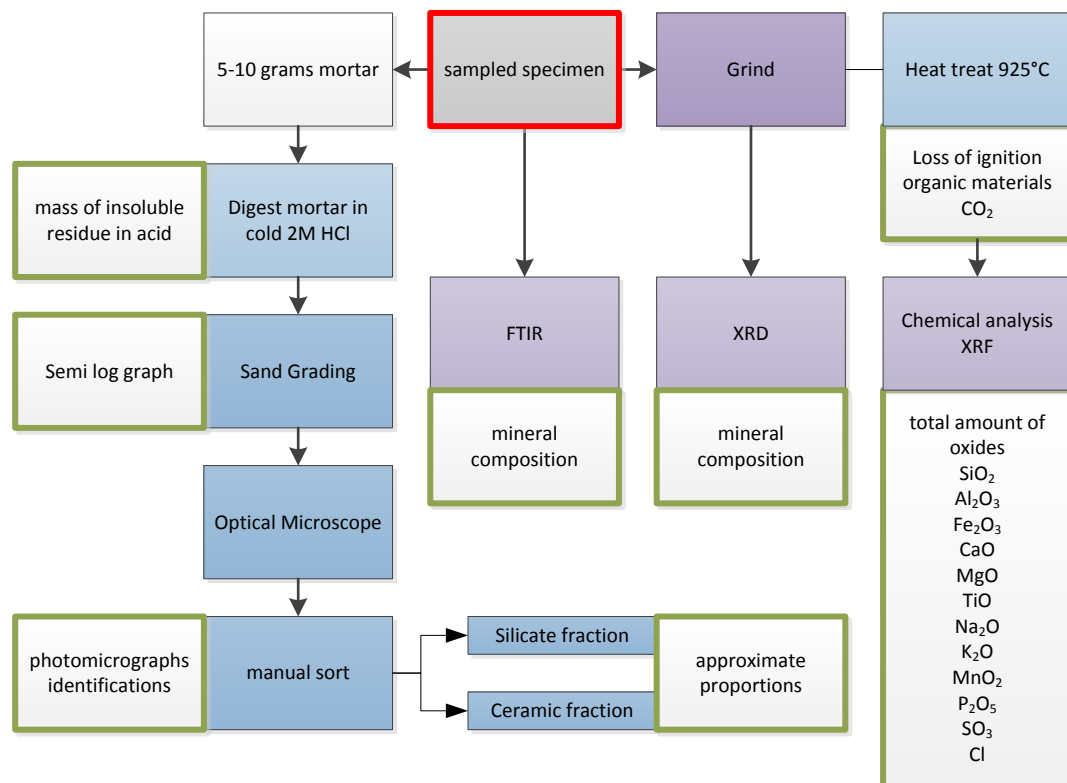 5-10 grams mortar
sampled specimen
Grind
Heat treat 925°C
Loss of ignition
organic materials
CO₂
mass of insoluble
residue in acid
Digest mortar in
cold 2M HCl
FTIR
XRD
Chemical analysis
XRF
Semi log graph
Sand Grading
mineral
composition
mineral
composition
total amount of
oxides
SiO₂
Al₂O₃
Fe₂O₃
CaO
MgO
TiO
Na₂O
K₂O
MnO₂
P₂O₅
SO₃
Cl
Optical Microscope
photomicrographs
identifications
manual sort
Silicate fraction
Ceramic fraction
approximate
proportions